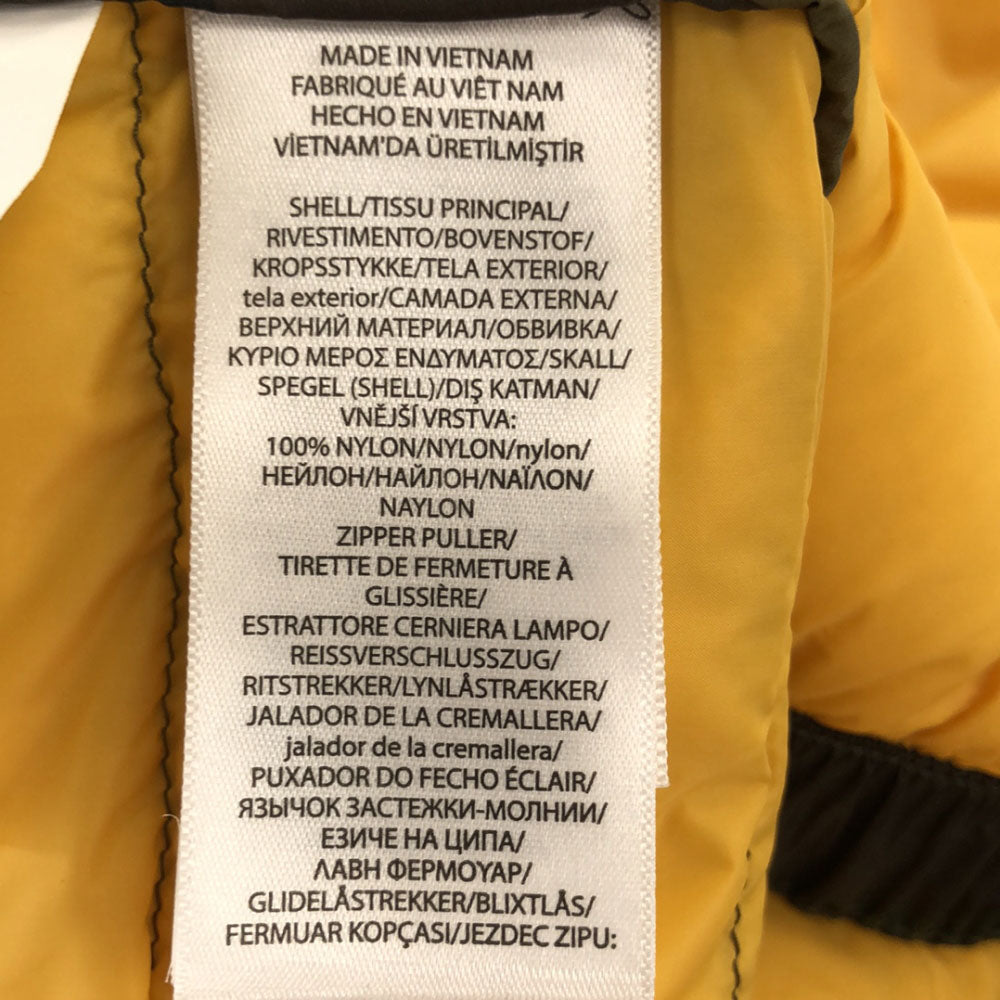 MADE IN VIETNAM
FABRIQUÉ AU VIÊT NAM
HECHO EN VIETNAM
VİETNAM'DA ÜRETİLMİŞTİR
SHELL/TISSU PRINCIPAL/
RIVESTIMENTO/BOVENSTOF/
KROPSSTYKKE/TELA EXTERIOR/
tela exterior/CAMADA EXTERNA/
ВЕРХНИЙ МАТЕРИАЛ/ОБВИВКА/
ΚΥΡΙΟ ΜΕΡΟΣ ΕΝΔΥΜΑΤΟΣ/SKALL/
SPEGEL (SHELL)/DIŞ KATMAN/
VNĚJŠÍ VRSTVA:
100% NYLON/NYLON/nylon/
НЕЙЛОН/НАЙЛОН/ΝΑΪΛΟΝ/
NAYLON
ZIPPER PULLER/
TIRETTE DE FERMETURE À
GLISSIÈRE/
ESTRATTORE CERNIERA LAMPO/
REISSVERSCHLUSSZUG/
RITSTREKKER/LYNLÅSTRÆKKER/
JALADOR DE LA CREMALLERA/
jalador de la cremallera/
PUXADOR DO FECHO ÉCLAIR/
ЯЗЫЧОК ЗАСТЕЖКИ-МОЛНИИ/
ЕЗИЧЕ НА ЦИПА/
ΛΑΒΗ ΦΕΡΜΟΥΑΡ/
GLIDELÅSTREKKER/BLIXTLÅS/
FERMUAR KOPÇASI/JEZDEC ZIPU: